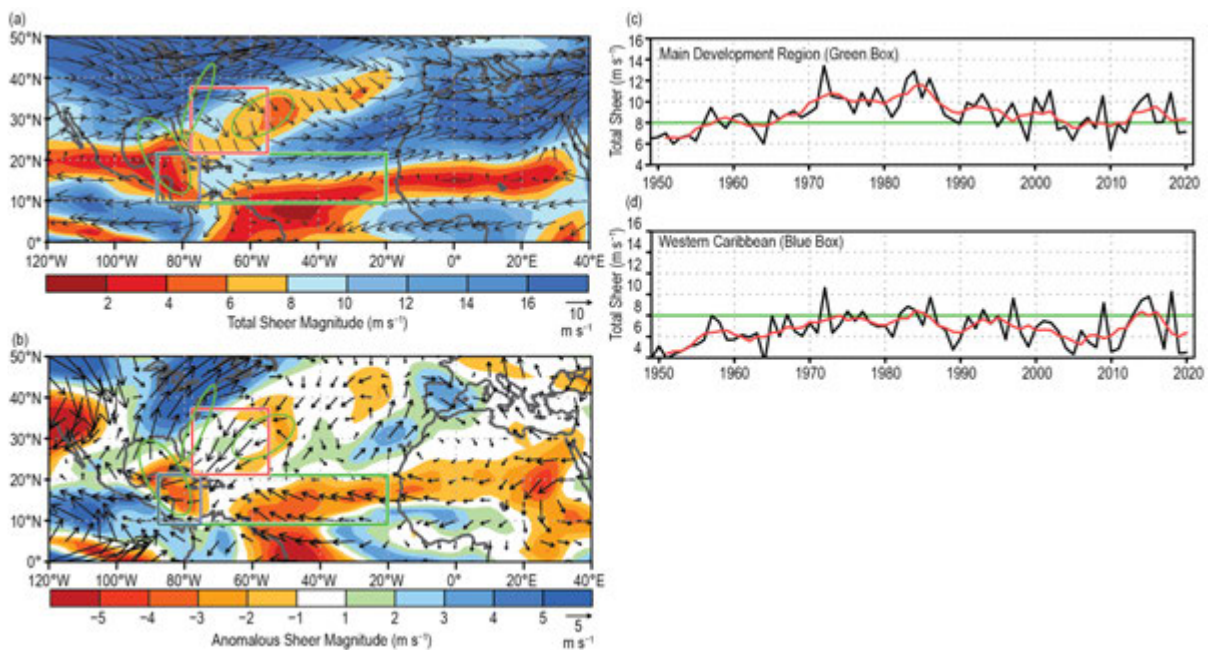 (a)
50°N
40°N
30°N
20°N
10°N
0°
120°W 100°W 80°W 60°W 40°W 20°W 0° 20°E 40°E
2 4 6 8 10 12 14 16 10
Total Sheer Magnitude (m s⁻¹) m s⁻¹
(b)
50°N
40°N
30°N
20°N
10°N
0°
120°W 100°W 80°W 60°W 40°W 20°W 0° 20°E 40°E
−5 −4 −3 −2 −1 1 2 3 4 5 5
Anomalous Sheer Magnitude (m s⁻¹) m s⁻¹
(c)
Main Development Region (Green Box)
Total Sheer (m s⁻¹)
16
14
12
10
8
6
4
1950 1960 1970 1980 1990 2000 2010 2020
(d)
Western Caribbean (Blue Box)
Total Sheer (m s⁻¹)
16
14
12
10
8
6
4
1950 1960 1970 1980 1990 2000 2010 2020